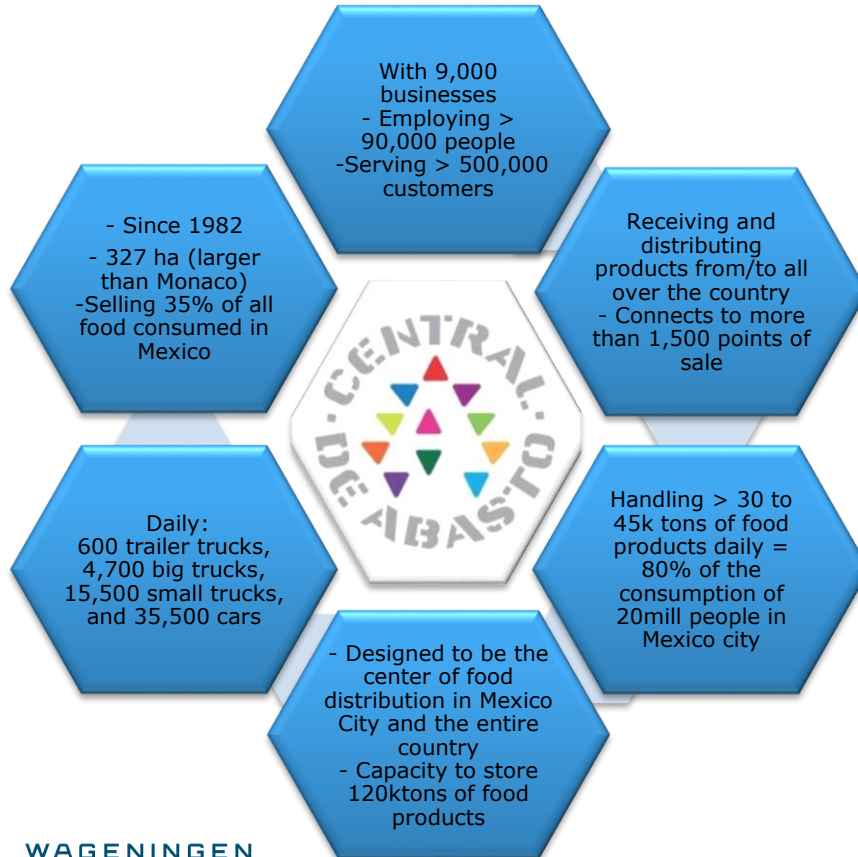 With 9,000
businesses
- Employing >
90,000 people
-Serving > 500,000
customers
Receiving and
distributing
products from/to all
over the country
- Connects to more
than 1,500 points of
sale
Handling > 30 to
45k tons of food
products daily =
80% of the
consumption of
20mill people in
Mexico city
- Designed to be the
center of food
distribution in Mexico
City and the entire
country
- Capacity to store
120ktons of food
products
Daily:
600 trailer trucks,
4,700 big trucks,
15,500 small trucks,
and 35,500 cars
- Since 1982
- 327 ha (larger
than Monaco)
-Selling 35% of all
food consumed in
Mexico
·CENTRAL·
DE ABASTO
WAGENINGEN